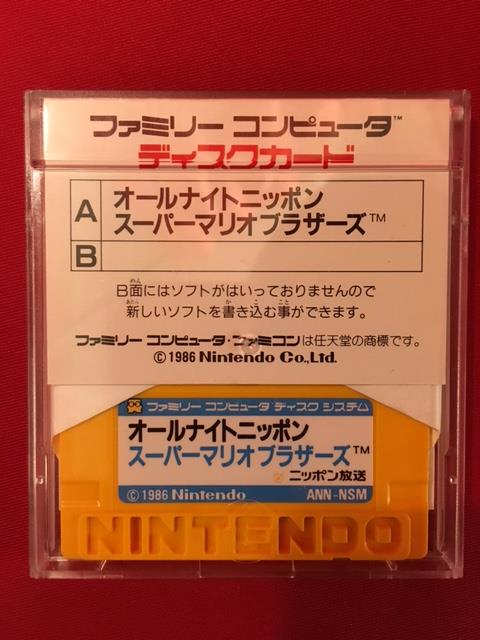 ファミリー コンピュータ™
ディスクカード
A オールナイトニッポン
スーパーマリオブラザーズ™
B
B面にはソフトがはいっておりませんので
新しいソフトを書き込む事ができます。
ファミリー コンピュータ・ファミコンは任天堂の商標です。
©1986 Nintendo Co.,Ltd.
ファミリー コンピュータ ディスク システム
オールナイトニッポン
スーパーマリオブラザーズ™
ニッポン放送
©1986 Nintendo ANN-NSM
NINTENDO